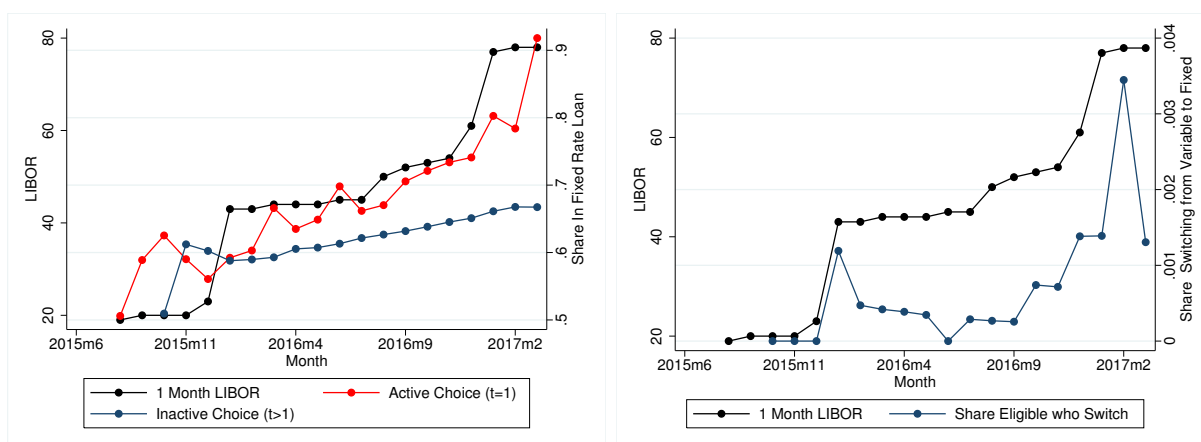 80
60
40
20
LIBOR
.9
.8
.7
.6
.5
Share In Fixed Rate Loan
2015m6 2015m11 2016m4 2016m9 2017m2
Month
1 Month LIBOR Active Choice (t=1)
Inactive Choice (t>1)
80
60
40
20
LIBOR
.004
.003
.002
.001
0
Share Switching from Variable to Fixed
2015m6 2015m11 2016m4 2016m9 2017m2
Month
1 Month LIBOR Share Eligible who Switch